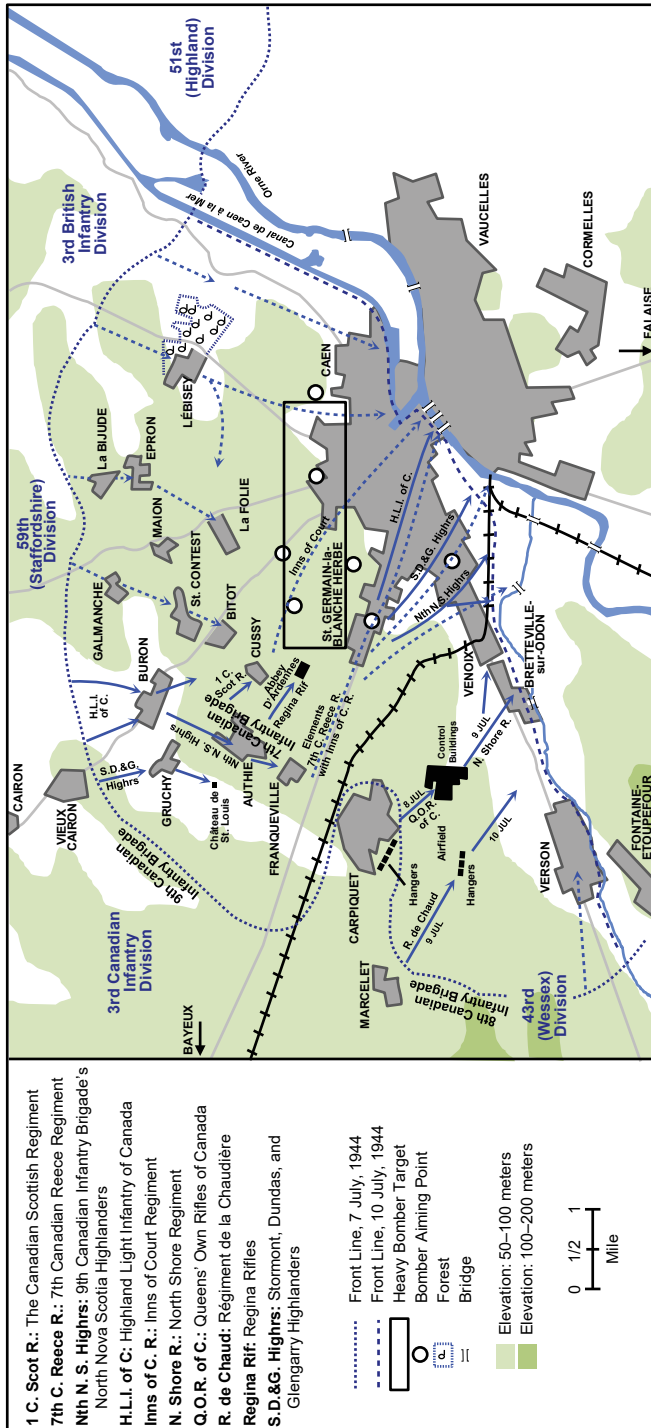 1 C. Scot R.: The Canadian Scottish Regiment
7th C. Reece R.: 7th Canadian Reece Regiment
Nth N. S. Highrs: 9th Canadian Infantry Brigade's
North Nova Scotia Highlanders
H.L.I. of C: Highland Light Infantry of Canada
Inns of C. R.: Inns of Court Regiment
N. Shore R.: North Shore Regiment
Q.O.R. of C.: Queens' Own Rifles of Canada
R. de Chaud: Régiment de la Chaudière
Regina Rif: Regina Rifles
S.D.&G. Highrs: Stormont, Dundas, and
Glengarry Highlanders
Front Line, 7 July, 1944
Front Line, 10 July, 1944
Heavy Bomber Target
Bomber Aiming Point
Forest
Bridge
Elevation: 50–100 meters
Elevation: 100–200 meters
0 1/2 1
Mile
CAIRON
VIEUX
CAIRON
3rd Canadian
Infantry
Division
9th Canadian
Infantry Brigade
BAYEUX
S.D.&G.
Highrs
GRUCHY
Château de
St. Louis
H.L.I.
of C.
BURON
Nth N.S. Highrs
AUTHIE
FRANQUEVILLE
7th Canadian
Infantry Brigade
1 C.
Scot R.
CUSSY
Abbey
D'Ardennes
Regina Rif
Elements
7th C. Reece R.
with Inns of C. R.
59th
(Staffordshire)
Division
GALMANCHE
St. CONTEST
BITOT
MAION
La BIJUDE
EPRON
La FOLIE
3rd British
Infantry
Division
LÉBISEY
51st
(Highland)
Division
Orne River
Canal de Caen à la Mer
CAEN
Inns of Court
St. GERMAIN-la-
BLANCHE HERBE
H.L.I. of C.
S.D.&G. Highrs
Nth N.S. Highrs
VAUCELLES
CORMELLES
FALAISE
MARCELET
CARPIQUET
Hangers
8 JUL
Q.O.R.
of C.
Control
Buildings
Airfield
R. de Chaud
9 JUL
Hangers
10 JUL
9 JUL
N. Shore R.
VENOIX
BRETTEVILLE-
sur-ODON
8th Canadian
Infantry Brigade
43rd
(Wessex)
Division
VERSON
FONTAINE-
ETOUPEFOUR